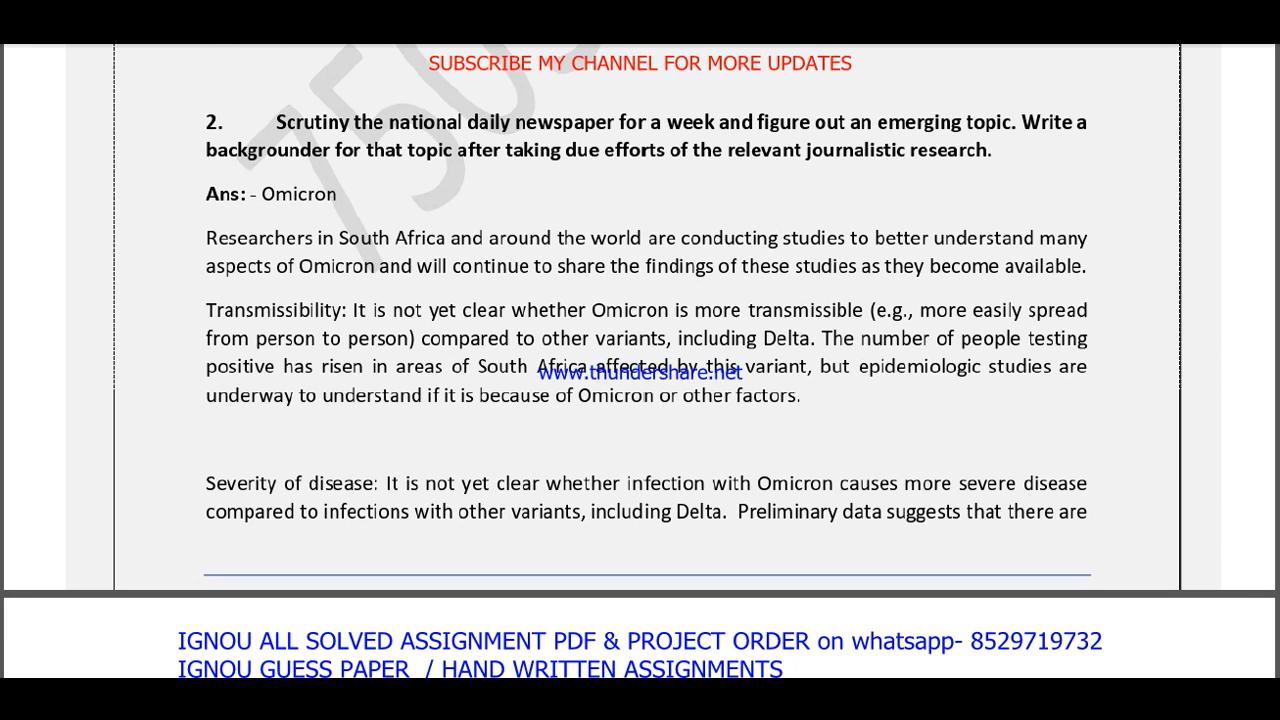 SUBSCRIBE MY CHANNEL FOR MORE UPDATES
2. Scrutiny the national daily newspaper for a week and figure out an emerging topic. Write a
backgrounder for that topic after taking due efforts of the relevant journalistic research.
Ans: - Omicron
Researchers in South Africa and around the world are conducting studies to better understand many
aspects of Omicron and will continue to share the findings of these studies as they become available.
Transmissibility: It is not yet clear whether Omicron is more transmissible (e.g., more easily spread
from person to person) compared to other variants, including Delta. The number of people testing
positive has risen in areas of South Africa affected by this variant, but epidemiologic studies are
www.thundershare.net
underway to understand if it is because of Omicron or other factors.
Severity of disease: It is not yet clear whether infection with Omicron causes more severe disease
compared to infections with other variants, including Delta. Preliminary data suggests that there are
IGNOU ALL SOLVED ASSIGNMENT PDF & PROJECT ORDER on whatsapp- 8529719732
IGNOU GUESS PAPER / HAND WRITTEN ASSIGNMENTS